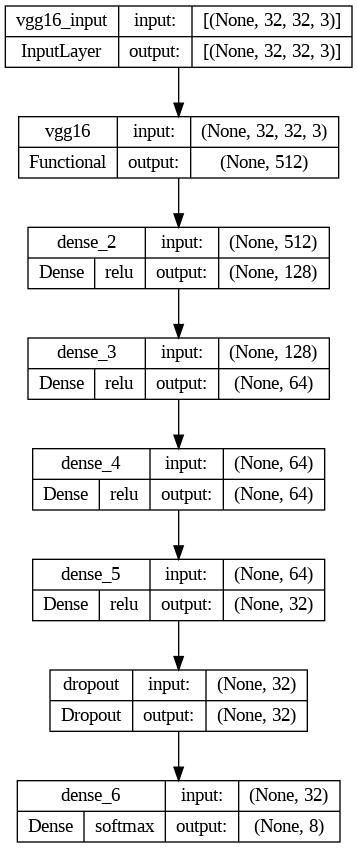 vgg16_input input: [(None, 32, 32, 3)]
InputLayer output: [(None, 32, 32, 3)]
vgg16 input: (None, 32, 32, 3)
Functional output: (None, 512)
dense_2 input: (None, 512)
Dense relu output: (None, 128)
dense_3 input: (None, 128)
Dense relu output: (None, 64)
dense_4 input: (None, 64)
Dense relu output: (None, 64)
dense_5 input: (None, 64)
Dense relu output: (None, 32)
dropout input: (None, 32)
Dropout output: (None, 32)
dense_6 input: (None, 32)
Dense softmax output: (None, 8)